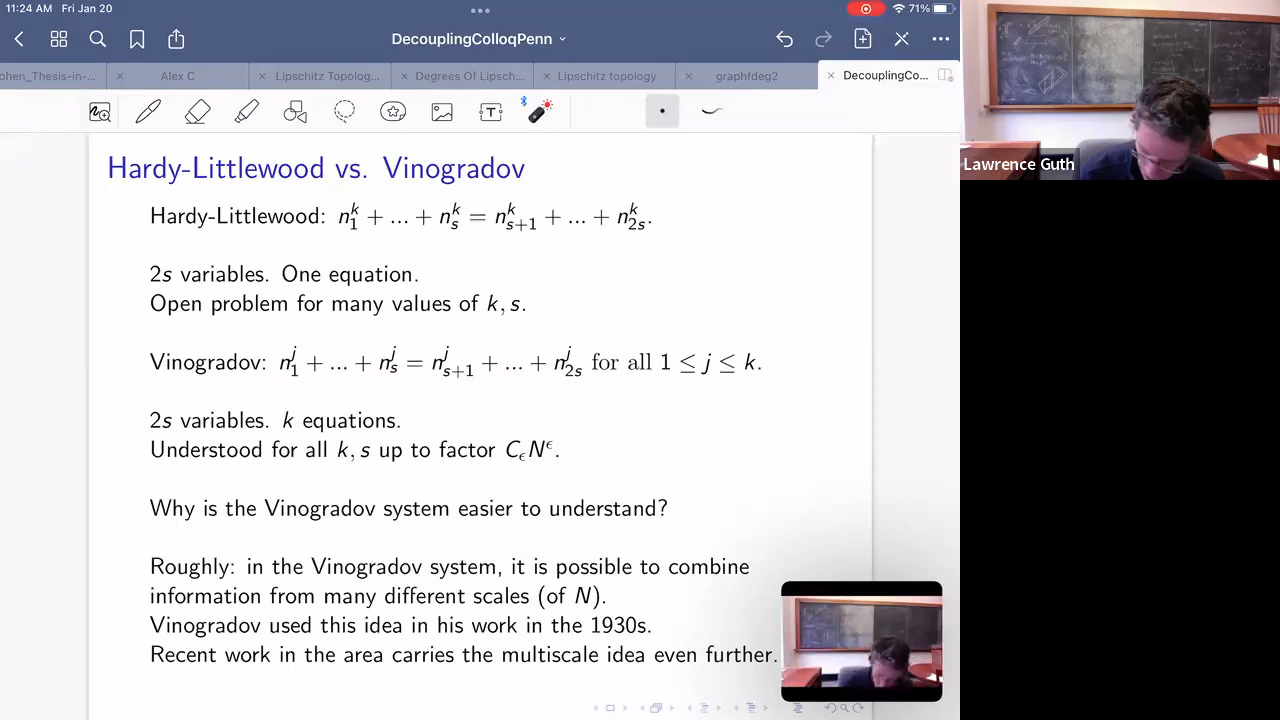 11:24 AM Fri Jan 20
71%
DecouplingColloqPenn
ohen_Thesis-in-...
Alex C
Lipschitz Topolog...
Degrees Of Lipsch...
Lipschitz topology
graphfdeg2
DecouplingCo...
Lawrence Guth
Hardy-Littlewood vs. Vinogradov
Hardy-Littlewood: $n_1^k + ... + n_s^k = n_{s+1}^k + ... + n_{2s}^k$.
2s variables. One equation.
Open problem for many values of k, s.
Vinogradov: $n_1^j + ... + n_s^j = n_{s+1}^j + ... + n_{2s}^j$ for all $1 \leq j \leq k$.
2s variables. k equations.
Understood for all k, s up to factor $C_\epsilon N^\epsilon$.
Why is the Vinogradov system easier to understand?
Roughly: in the Vinogradov system, it is possible to combine
information from many different scales (of N).
Vinogradov used this idea in his work in the 1930s.
Recent work in the area carries the multiscale idea even further.